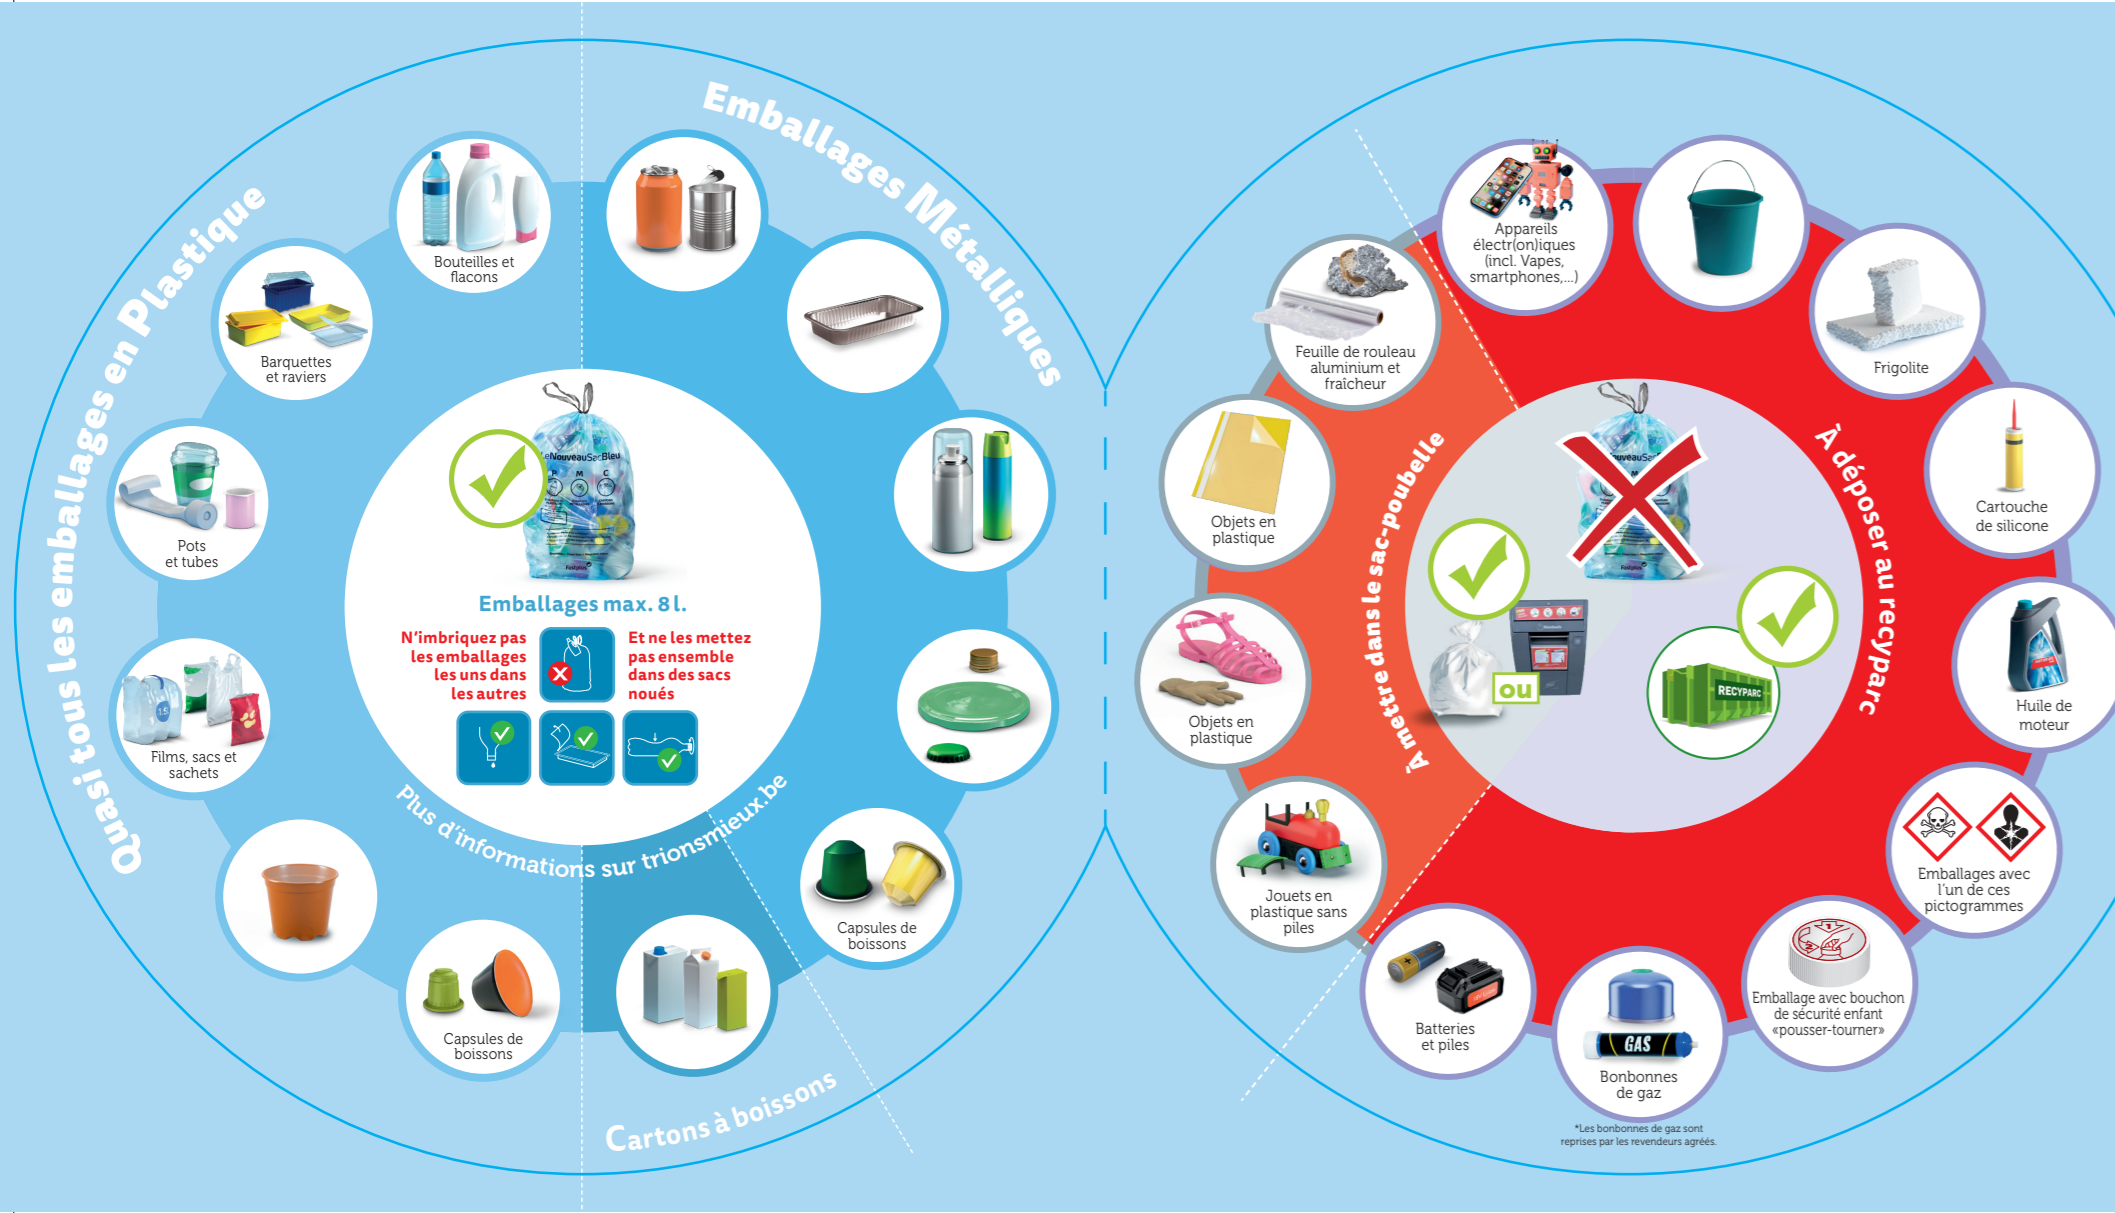 Quasi tous les emballages en Plastique
Emballages Métalliques
Bouteilles et
flacons
Barquettes
et raviers
Pots
et tubes
Films, sacs et
sachets
1.5L
Capsules de
boissons
Capsules de
boissons
Cartons à boissons
LeNouveauSacBleu
P M C
Fostplus
Emballages max. 8 l.
N'imbriquez pas
les emballages
les uns dans
les autres
Et ne les mettez
pas ensemble
dans des sacs
noués
Plus d'informations sur trionsmieux.be
À mettre dans le sac-poubelle
Feuille de rouleau
aluminium et
fraîcheur
Objets en
plastique
Objets en
plastique
Jouets en
plastique sans
piles
ou
Fostplus
RECYPARC
À déposer au recyparc
Appareils
électr(on)iques
(incl. Vapes,
smartphones,...)
Frigolite
Cartouche
de silicone
Huile de
moteur
Emballages avec
l'un de ces
pictogrammes
Emballage avec bouchon
de sécurité enfant
«pousser-tourner»
GAS
Bonbonnes
de gaz
*Les bonbonnes de gaz sont
reprises par les revendeurs agréés.
Batteries
et piles